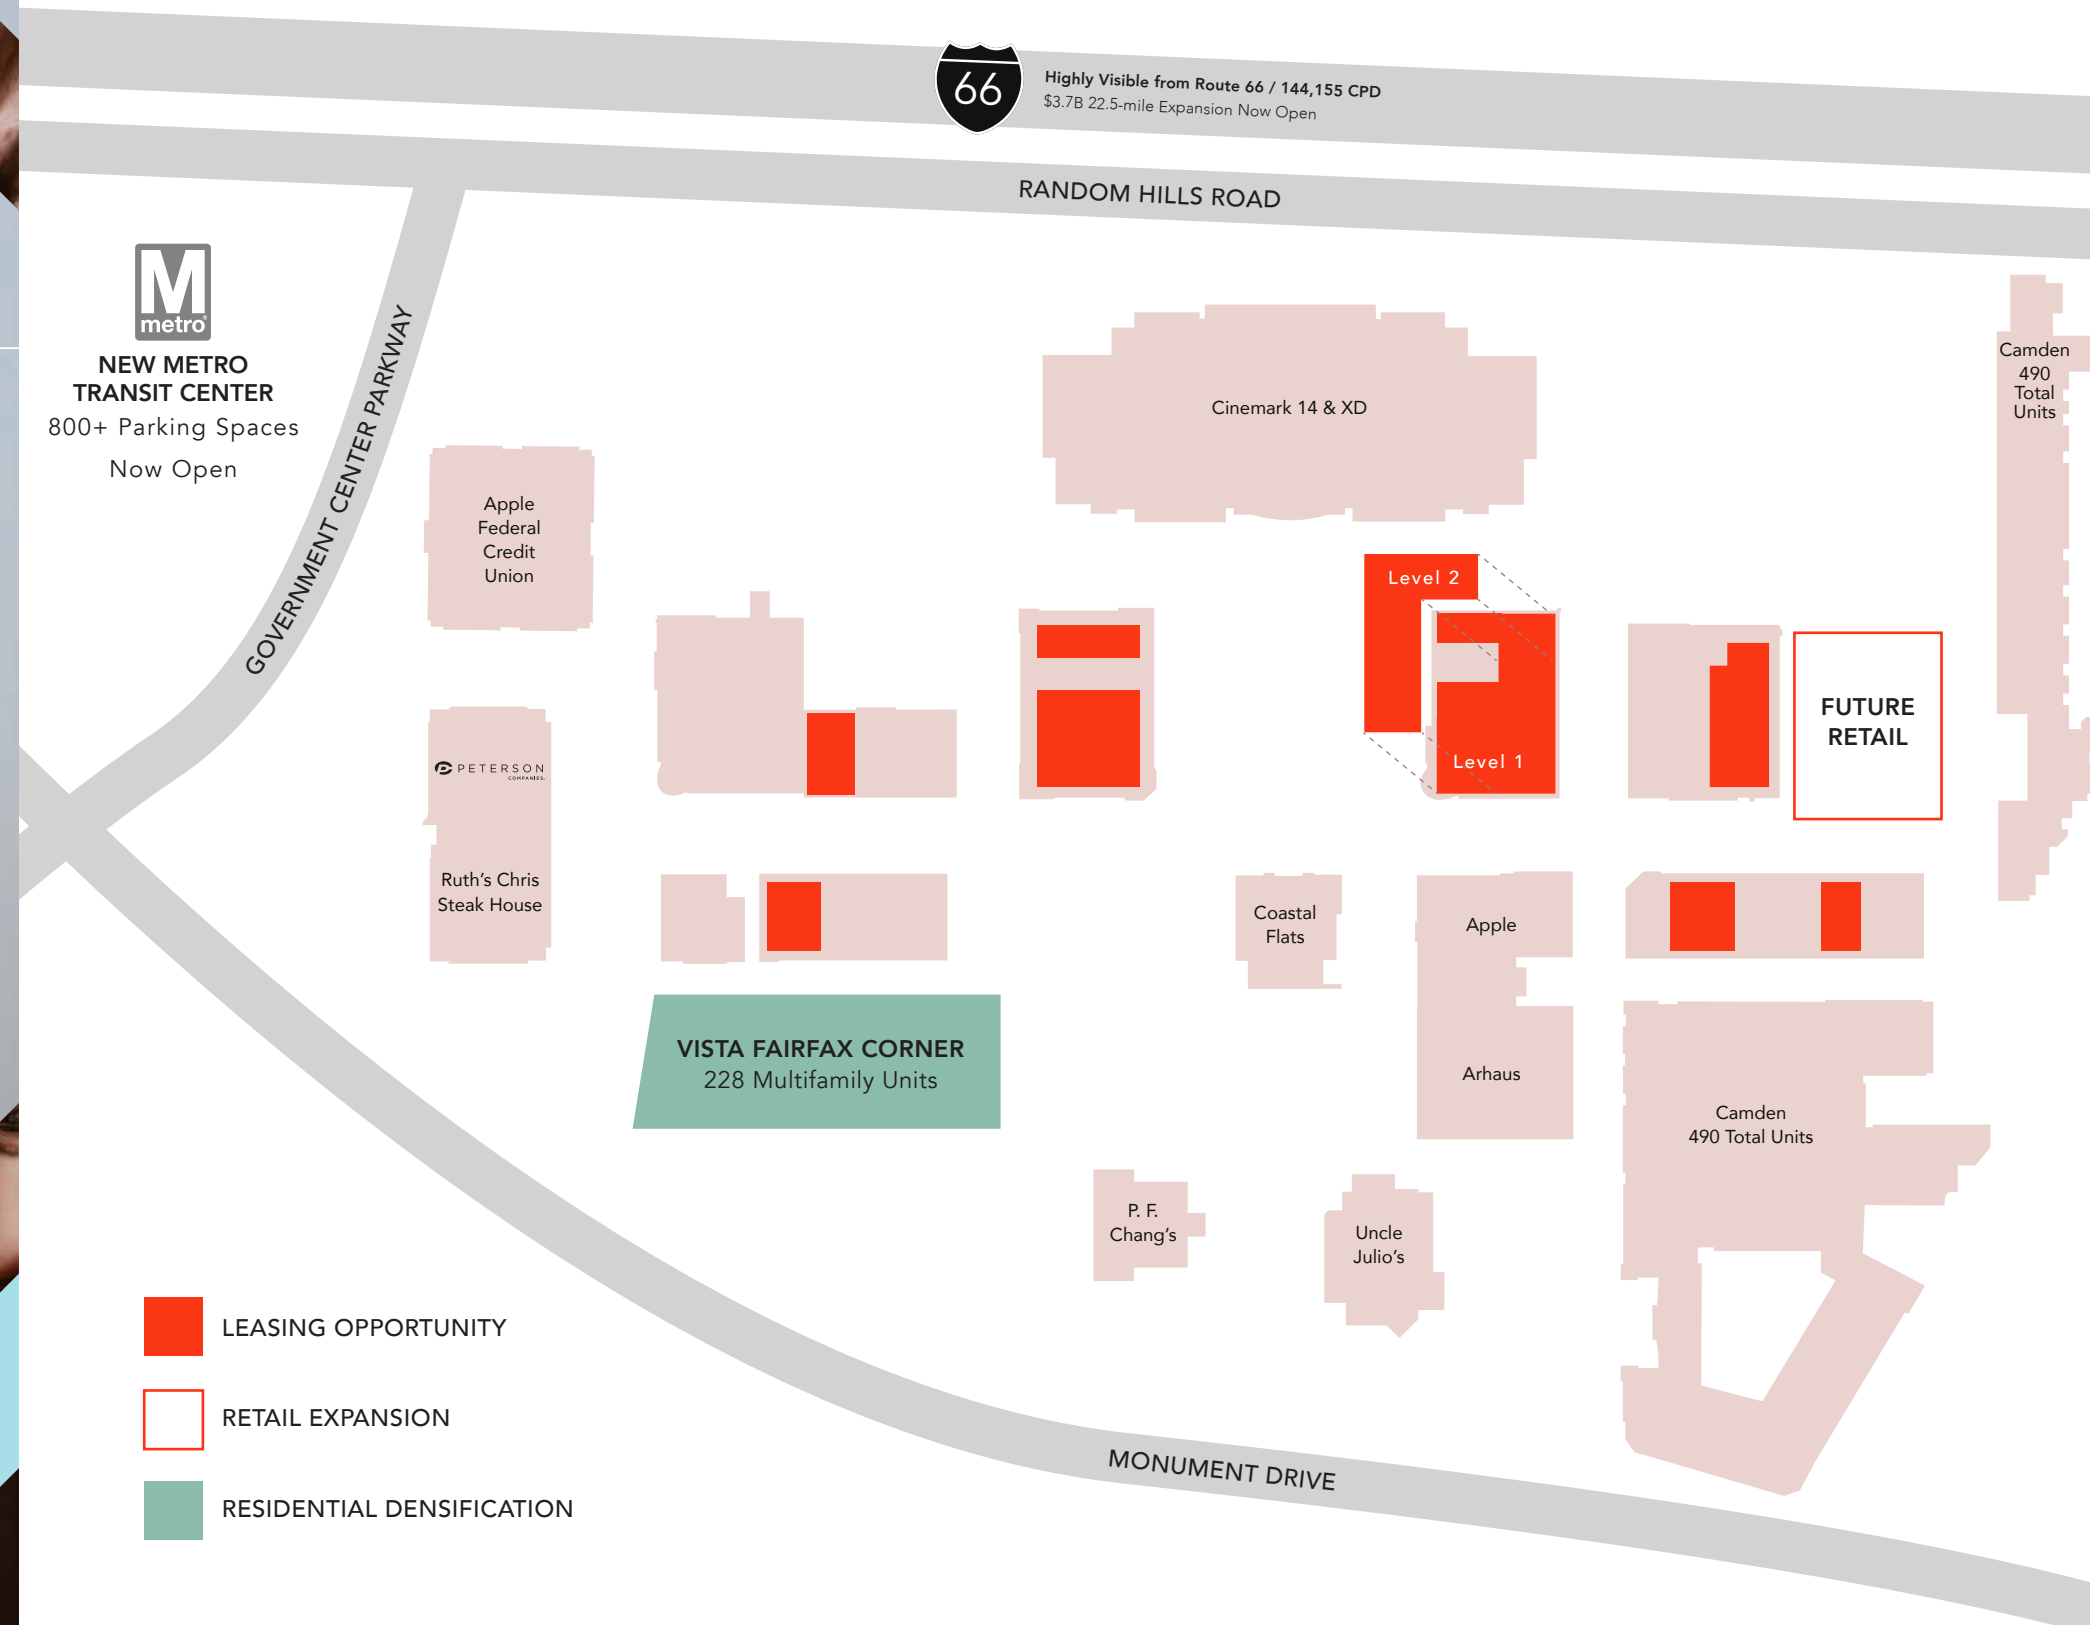 66
Highly Visible from Route 66 / 144,155 CPD
$3.7B 22.5-mile Expansion Now Open
RANDOM HILLS ROAD
M
metro
NEW METRO
TRANSIT CENTER
800+ Parking Spaces
Now Open
GOVERNMENT CENTER PARKWAY
Camden
490
Total
Units
Cinemark 14 & XD
Apple
Federal
Credit
Union
Level 2
Level 1
FUTURE
RETAIL
PETERSON
COMPANIES.
Ruth's Chris
Steak House
Coastal
Flats
Apple
Arhaus
VISTA FAIRFAX CORNER
228 Multifamily Units
Camden
490 Total Units
P. F.
Chang's
Uncle
Julio's
LEASING OPPORTUNITY
RETAIL EXPANSION
RESIDENTIAL DENSIFICATION
MONUMENT DRIVE